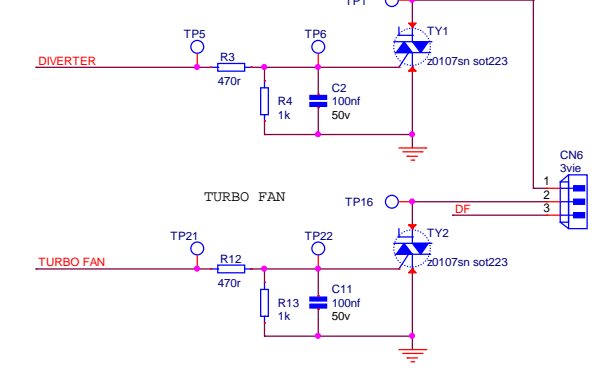 TP1
TP5
TP6
TY1
DIVERTER
R3
z0107sn sot223
470r
C2
R4
100nf
1k
50v
CN6
3vie
1
2
3
TURBO FAN
TP16
DF
TP21
TP22
TY2
TURBO FAN
R12
z0107sn sot223
470r
C11
R13
100nf
1k
50v